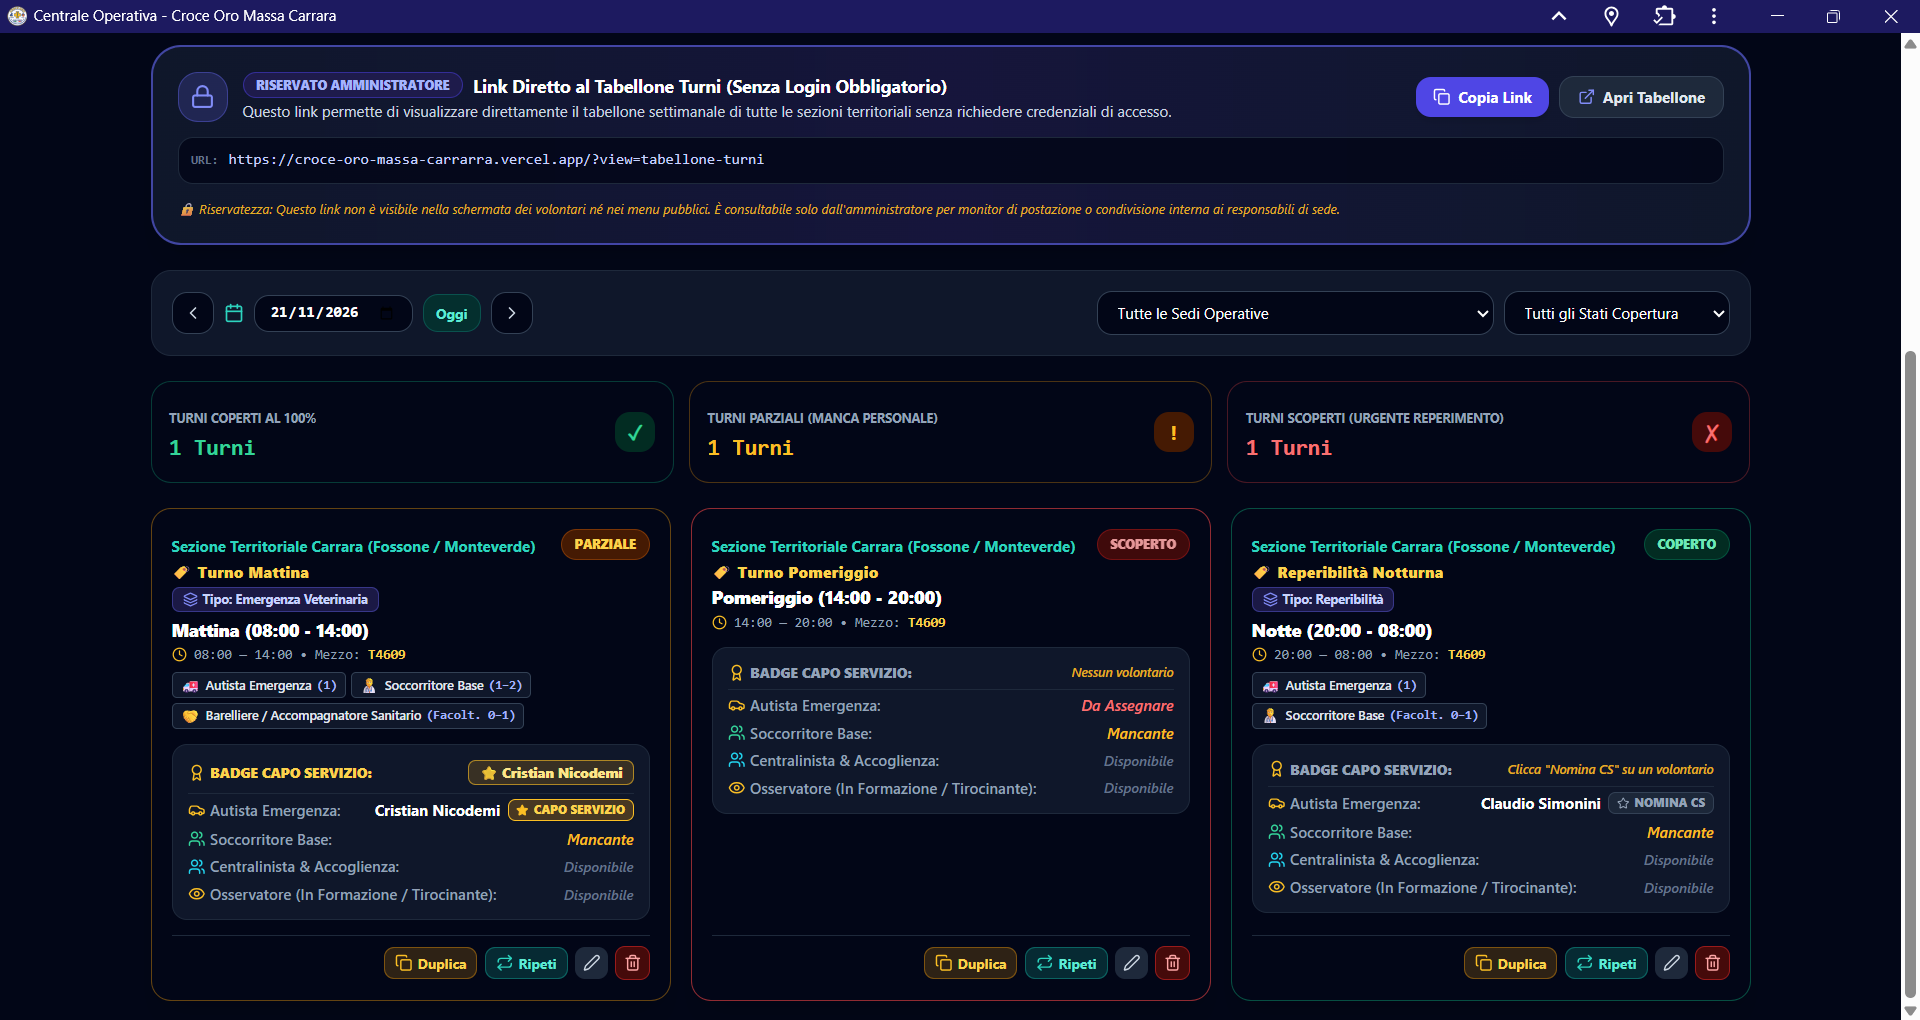 Centrale Operativa - Croce Oro Massa Carrara
RISERVATO AMMINISTRATORE Link Diretto al Tabellone Turni (Senza Login Obbligatorio)
Questo link permette di visualizzare direttamente il tabellone settimanale di tutte le sezioni territoriali senza richiedere credenziali di accesso.
Copia Link
Apri Tabellone
URL: https://croce-oro-massa-carrarra.vercel.app/?view=tabellone-turni
🔒 Riservatezza: Questo link non è visibile nella schermata dei volontari né nei menu pubblici. È consultabile solo dall'amministratore per monitor di postazione o condivisione interna ai responsabili di sede.
21/11/2026
Oggi
Tutte le Sedi Operative
Tutti gli Stati Copertura
TURNI COPERTI AL 100%
1 Turni
✓
TURNI PARZIALI (MANCA PERSONALE)
1 Turni
!
TURNI SCOPERTI (URGENTE REPERIMENTO)
1 Turni
✗
Sezione Territoriale Carrara (Fossone / Monteverde)
PARZIALE
Turno Mattina
Tipo: Emergenza Veterinaria
Mattina (08:00 - 14:00)
08:00 – 14:00 • Mezzo: T4609
Autista Emergenza (1)
Soccorritore Base (1-2)
Barelliere / Accompagnatore Sanitario (Facolt. 0-1)
BADGE CAPO SERVIZIO: Cristian Nicodemi
Autista Emergenza: Cristian Nicodemi CAPO SERVIZIO
Soccorritore Base: Mancante
Centralinista & Accoglienza: Disponibile
Osservatore (In Formazione / Tirocinante): Disponibile
Duplica
Ripeti
Sezione Territoriale Carrara (Fossone / Monteverde)
SCOPERTO
Turno Pomeriggio
Pomeriggio (14:00 - 20:00)
14:00 – 20:00 • Mezzo: T4609
BADGE CAPO SERVIZIO: Nessun volontario
Autista Emergenza: Da Assegnare
Soccorritore Base: Mancante
Centralinista & Accoglienza: Disponibile
Osservatore (In Formazione / Tirocinante): Disponibile
Duplica
Ripeti
Sezione Territoriale Carrara (Fossone / Monteverde)
COPERTO
Reperibilità Notturna
Tipo: Reperibilità
Notte (20:00 - 08:00)
20:00 – 08:00 • Mezzo: T4609
Autista Emergenza (1)
Soccorritore Base (Facolt. 0-1)
BADGE CAPO SERVIZIO: Clicca "Nomina CS" su un volontario
Autista Emergenza: Claudio Simonini NOMINA CS
Soccorritore Base: Mancante
Centralinista & Accoglienza: Disponibile
Osservatore (In Formazione / Tirocinante): Disponibile
Duplica
Ripeti